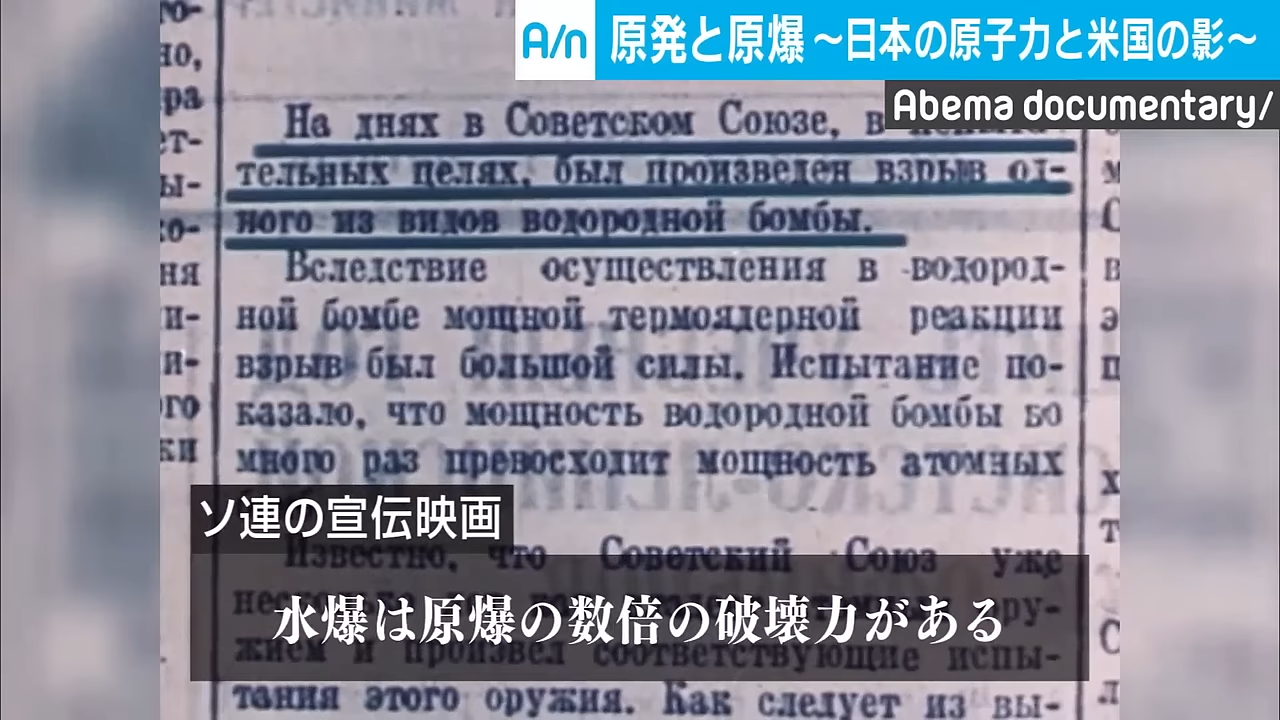 A/n 原発と原爆 ～日本の原子力と米国の影～
Abema documentary/
На днях в Советском Союзе, в
тельных целях, был произведен взрыв од-
ного из видов водородной бомбы.
Вследствие осуществления в водород-
ной бомбе мощной термоядерной реакции
взрыв был большой силы. Испытание по-
казало, что мощность водородной бомбы во
много раз превосходит мощность атомных
ソ連の宣伝映画
Известно, что Советский Союз уже
水爆は原爆の数倍の破壊力がある
жием и произвел соответствующие испы-
тания этого оружия. Как следует из вы-